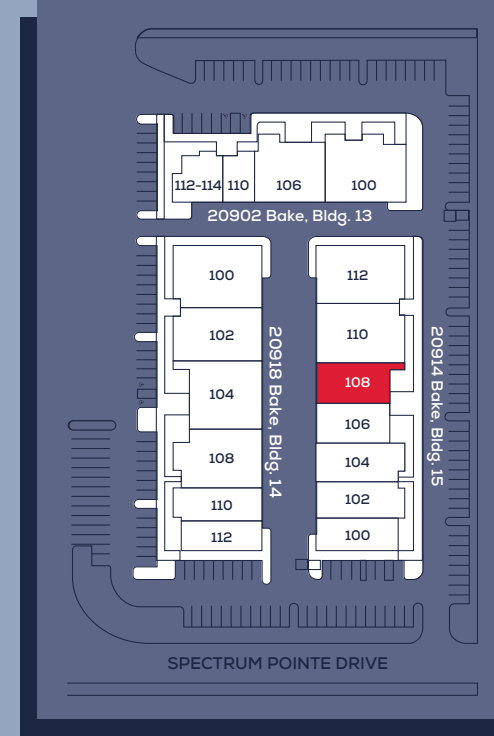 112-114 110 106 100
20902 Bake, Bldg. 13
100
102
104
108
110
112
20918 Bake, Bldg. 14
112
110
108
106
104
102
100
20914 Bake, Bldg. 15
SPECTRUM POINTE DRIVE